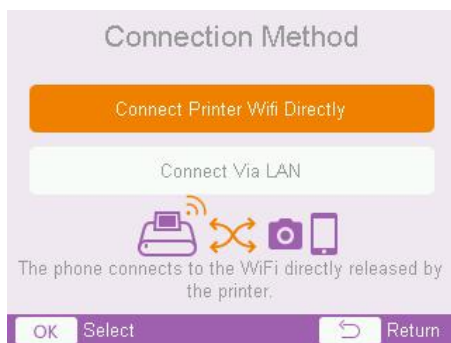 Connection Method
Connect Printer Wifi Directly
Connect Via LAN
The phone connects to the WiFi directly released by
the printer.
OK Select Return